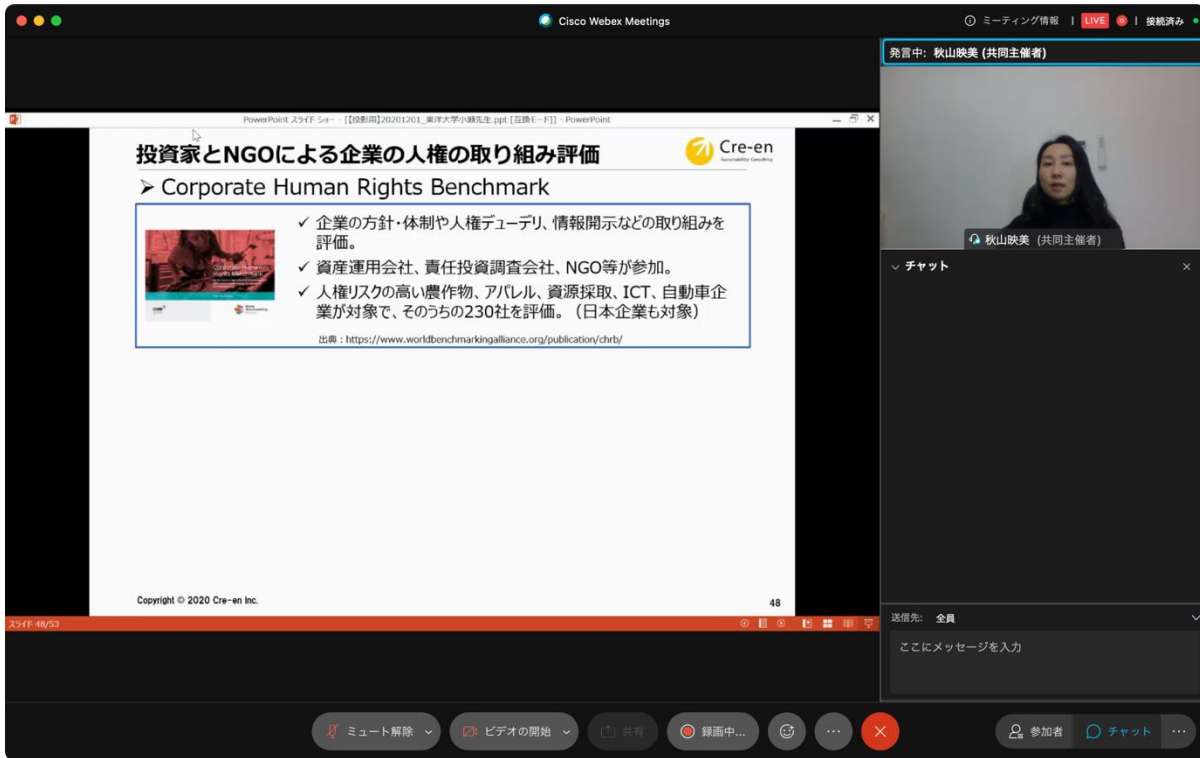 Cisco Webex Meetings
ミーティング情報
LIVE
接続済み
発言中: 秋山映美 (共同主催者)
PowerPoint スライド ショー - [【投影用】20201201_東洋大学小瀬先生.ppt [互換モード]] - PowerPoint
投資家とNGOによる企業の人権の取り組み評価
Cre-en
Sustainability Consulting
➢ Corporate Human Rights Benchmark
✓ 企業の方針・体制や人権デューデリ、情報開示などの取り組みを
評価。
✓ 資産運用会社、責任投資調査会社、NGO等が参加。
✓ 人権リスクの高い農作物、アパレル、資源採取、ICT、自動車企
業が対象で、そのうちの230社を評価。（日本企業も対象）
出典：https://www.worldbenchmarkingalliance.org/publication/chrb/
Copyright © 2020 Cre-en Inc.
48
スライド 48/53
秋山映美 (共同主催者)
チャット
送信先: 全員
ここにメッセージを入力
ミュート解除
ビデオの開始
共有
録画中...
参加者
チャット